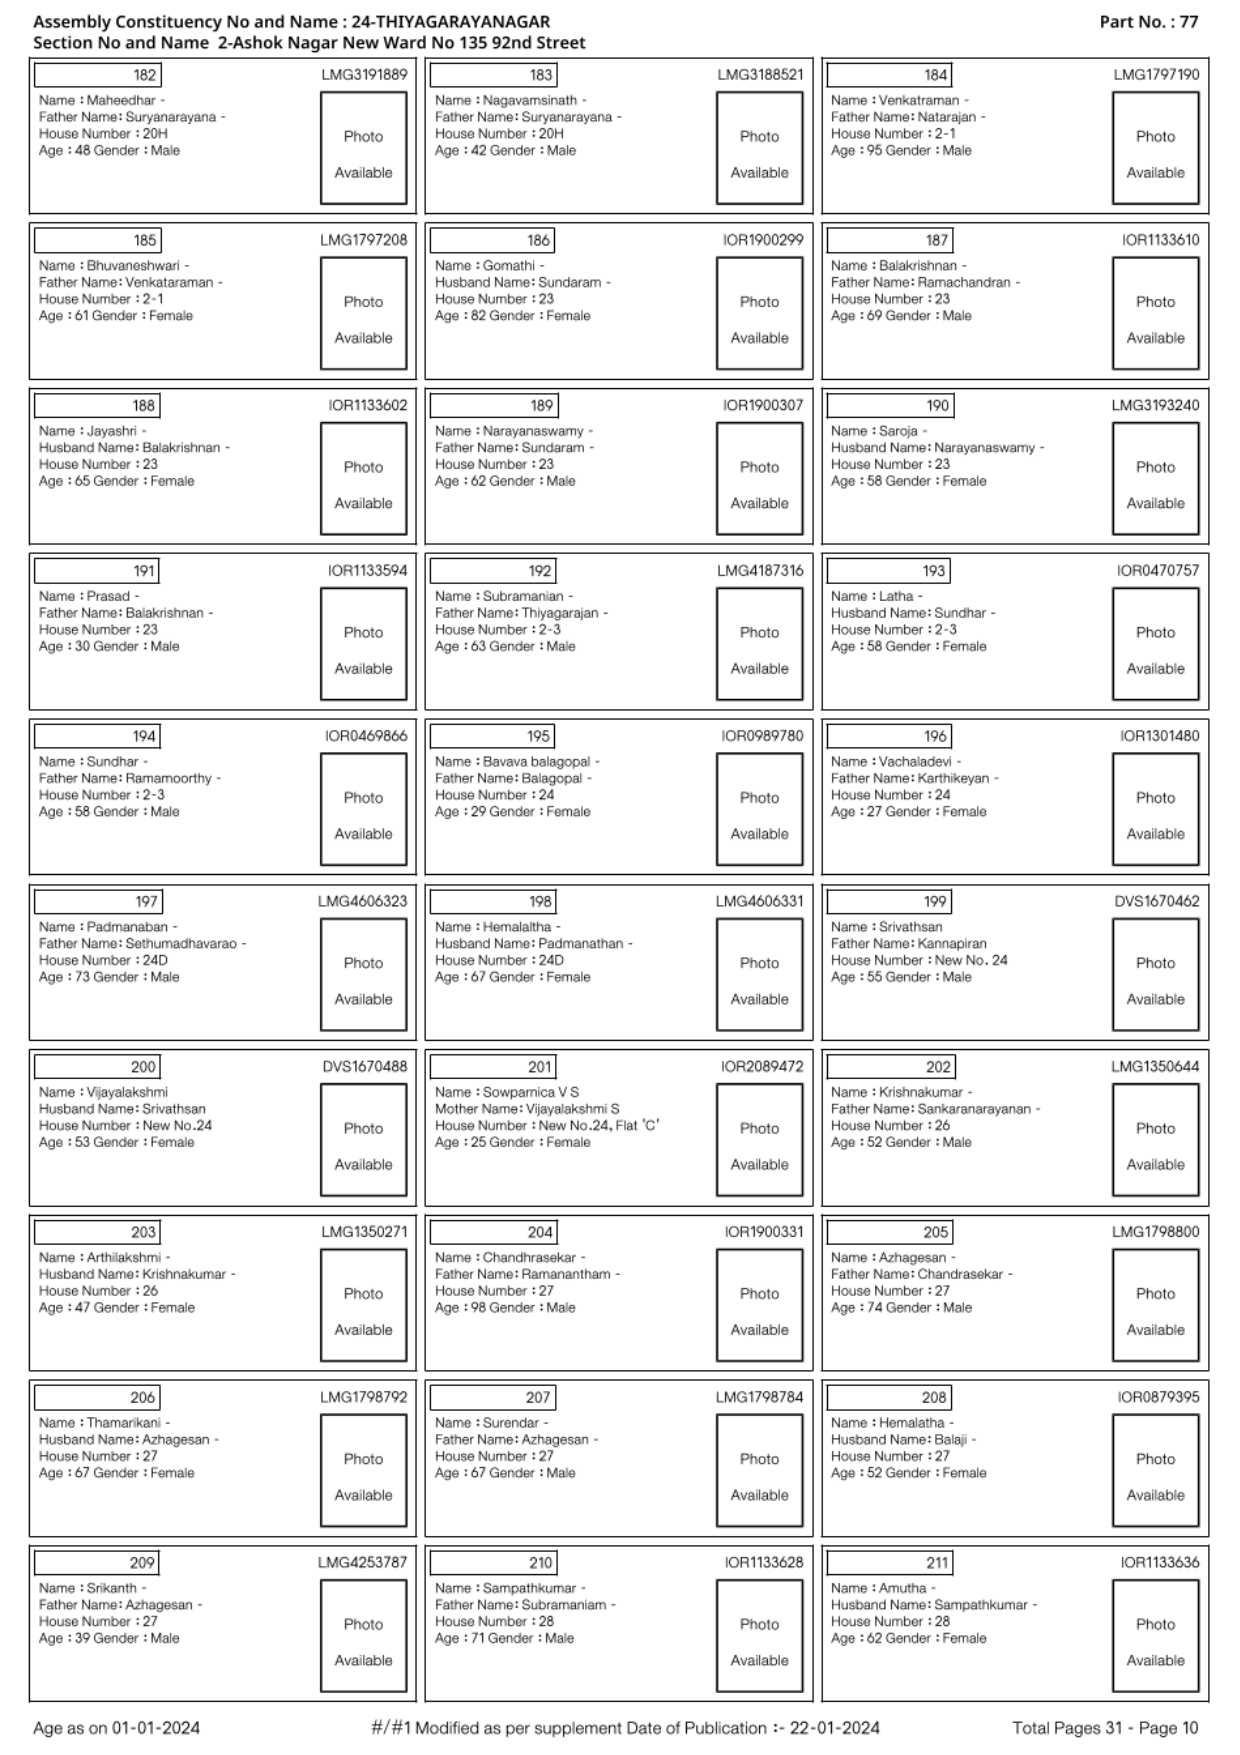 Assembly Constituency No and Name : 24-THIYAGARAYANAGAR
Part No. : 77
Section No and Name 2-Ashok Nagar New Ward No 135 92nd Street
182 LMG3191889
Name : Maheedhar -
Father Name: Suryanarayana -
House Number : 20H
Age : 48 Gender : Male
Photo
Available
183 LMG3188521
Name : Nagavamsinath -
Father Name: Suryanarayana -
House Number : 20H
Age : 42 Gender : Male
Photo
Available
184 LMG1797190
Name : Venkatraman -
Father Name: Natarajan -
House Number : 2-1
Age : 95 Gender : Male
Photo
Available
185 LMG1797208
Name : Bhuvaneshwari -
Father Name: Venkataraman -
House Number : 2-1
Age : 61 Gender : Female
Photo
Available
186 IOR1900299
Name : Gomathi -
Husband Name: Sundaram -
House Number : 23
Age : 82 Gender : Female
Photo
Available
187 IOR1133610
Name : Balakrishnan -
Father Name: Ramachandran -
House Number : 23
Age : 69 Gender : Male
Photo
Available
188 IOR1133602
Name : Jayashri -
Husband Name: Balakrishnan -
House Number : 23
Age : 65 Gender : Female
Photo
Available
189 IOR1900307
Name : Narayanaswamy -
Father Name: Sundaram -
House Number : 23
Age : 62 Gender : Male
Photo
Available
190 LMG3193240
Name : Saroja -
Husband Name: Narayanaswamy -
House Number : 23
Age : 58 Gender : Female
Photo
Available
191 IOR1133594
Name : Prasad -
Father Name: Balakrishnan -
House Number : 23
Age : 30 Gender : Male
Photo
Available
192 LMG4187316
Name : Subramanian -
Father Name: Thiyagarajan -
House Number : 2-3
Age : 63 Gender : Male
Photo
Available
193 IOR0470757
Name : Latha -
Husband Name: Sundhar -
House Number : 2-3
Age : 58 Gender : Female
Photo
Available
194 IOR0469866
Name : Sundhar -
Father Name: Ramamoorthy -
House Number : 2-3
Age : 58 Gender : Male
Photo
Available
195 IOR0989780
Name : Bavava balagopal -
Father Name: Balagopal -
House Number : 24
Age : 29 Gender : Female
Photo
Available
196 IOR1301480
Name : Vachaladevi -
Father Name: Karthikeyan -
House Number : 24
Age : 27 Gender : Female
Photo
Available
197 LMG4606323
Name : Padmanaban -
Father Name: Sethumadhavarao -
House Number : 24D
Age : 73 Gender : Male
Photo
Available
198 LMG4606331
Name : Hemalaltha -
Husband Name: Padmanathan -
House Number : 24D
Age : 67 Gender : Female
Photo
Available
199 DVS1670462
Name : Srivathsan
Father Name: Kannapiran
House Number : New No. 24
Age : 55 Gender : Male
Photo
Available
200 DVS1670488
Name : Vijayalakshmi
Husband Name: Srivathsan
House Number : New No.24
Age : 53 Gender : Female
Photo
Available
201 IOR2089472
Name : Sowparnica V S
Mother Name: Vijayalakshmi S
House Number : New No.24, Flat 'C'
Age : 25 Gender : Female
Photo
Available
202 LMG1350644
Name : Krishnakumar -
Father Name: Sankaranarayanan -
House Number : 26
Age : 52 Gender : Male
Photo
Available
203 LMG1350271
Name : Arthilakshmi -
Husband Name: Krishnakumar -
House Number : 26
Age : 47 Gender : Female
Photo
Available
204 IOR1900331
Name : Chandhrasekar -
Father Name: Ramanantham -
House Number : 27
Age : 98 Gender : Male
Photo
Available
205 LMG1798800
Name : Azhagesan -
Father Name: Chandrasekar -
House Number : 27
Age : 74 Gender : Male
Photo
Available
206 LMG1798792
Name : Thamarikani -
Husband Name: Azhagesan -
House Number : 27
Age : 67 Gender : Female
Photo
Available
207 LMG1798784
Name : Surendar -
Father Name: Azhagesan -
House Number : 27
Age : 67 Gender : Male
Photo
Available
208 IOR0879395
Name : Hemalatha -
Husband Name: Balaji -
House Number : 27
Age : 52 Gender : Female
Photo
Available
209 LMG4253787
Name : Srikanth -
Father Name: Azhagesan -
House Number : 27
Age : 39 Gender : Male
Photo
Available
210 IOR1133628
Name : Sampathkumar -
Father Name: Subramaniam -
House Number : 28
Age : 71 Gender : Male
Photo
Available
211 IOR1133636
Name : Amutha -
Husband Name: Sampathkumar -
House Number : 28
Age : 62 Gender : Female
Photo
Available
Age as on 01-01-2024
#/#1 Modified as per supplement Date of Publication :- 22-01-2024
Total Pages 31 - Page 10